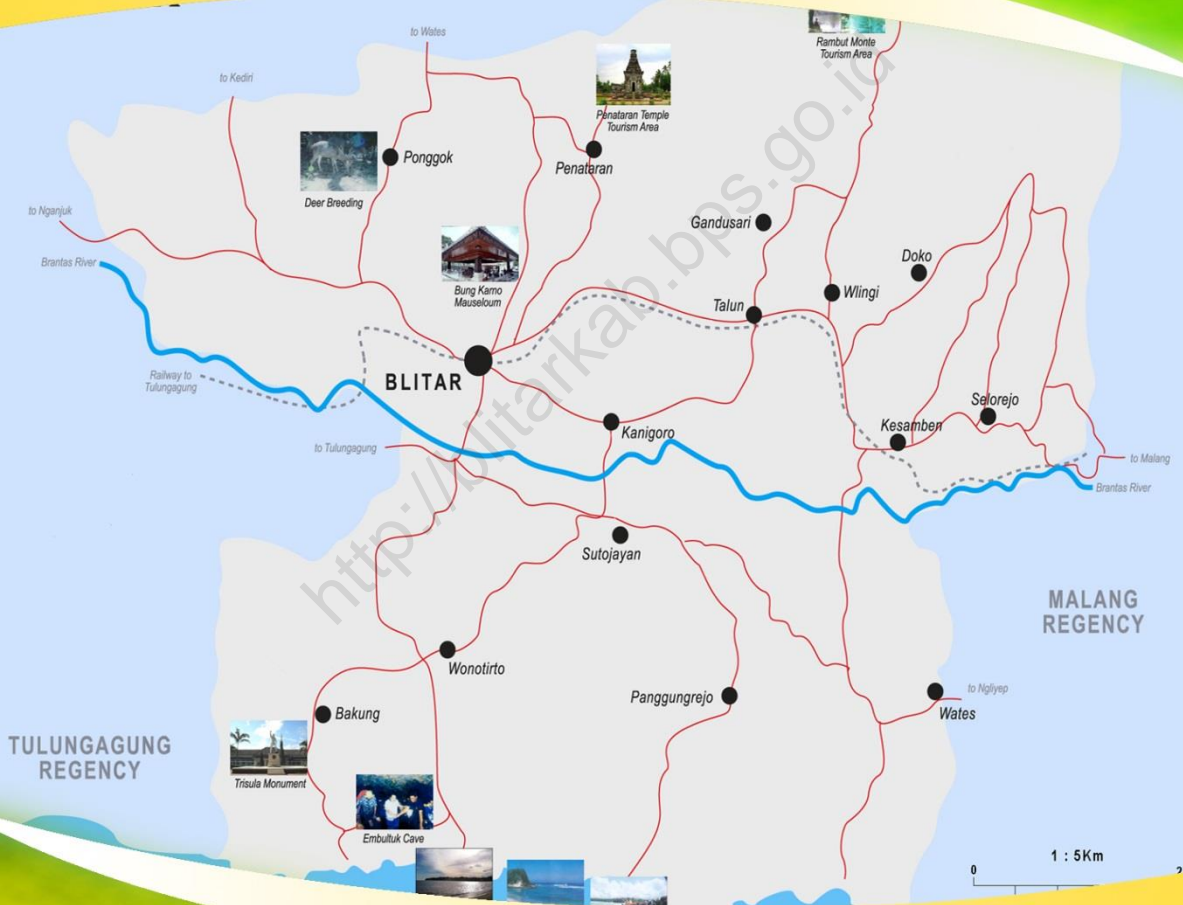 to Wates
Rambut Monte
Tourism Area
to Kediri
Penataran Temple
Tourism Area
Ponggok
Penataran
Deer Breeding
to Nganjuk
Gandusari
Brantas River
Doko
Bung Karno
Mauseloum
Wlingi
Talun
Railway to
Tulungagung
BLITAR
Selorejo
Kesamben
Kanigoro
to Tulungagung
to Malang
Brantas River
Sutojayan
http://blitarkab.bps.go.id
MALANG
REGENCY
Wonotirto
Panggungrejo
to Ngliyep
Wates
Bakung
TULUNGAGUNG
REGENCY
Trisula Monument
Embultuk Cave
1 : 5Km
0
2